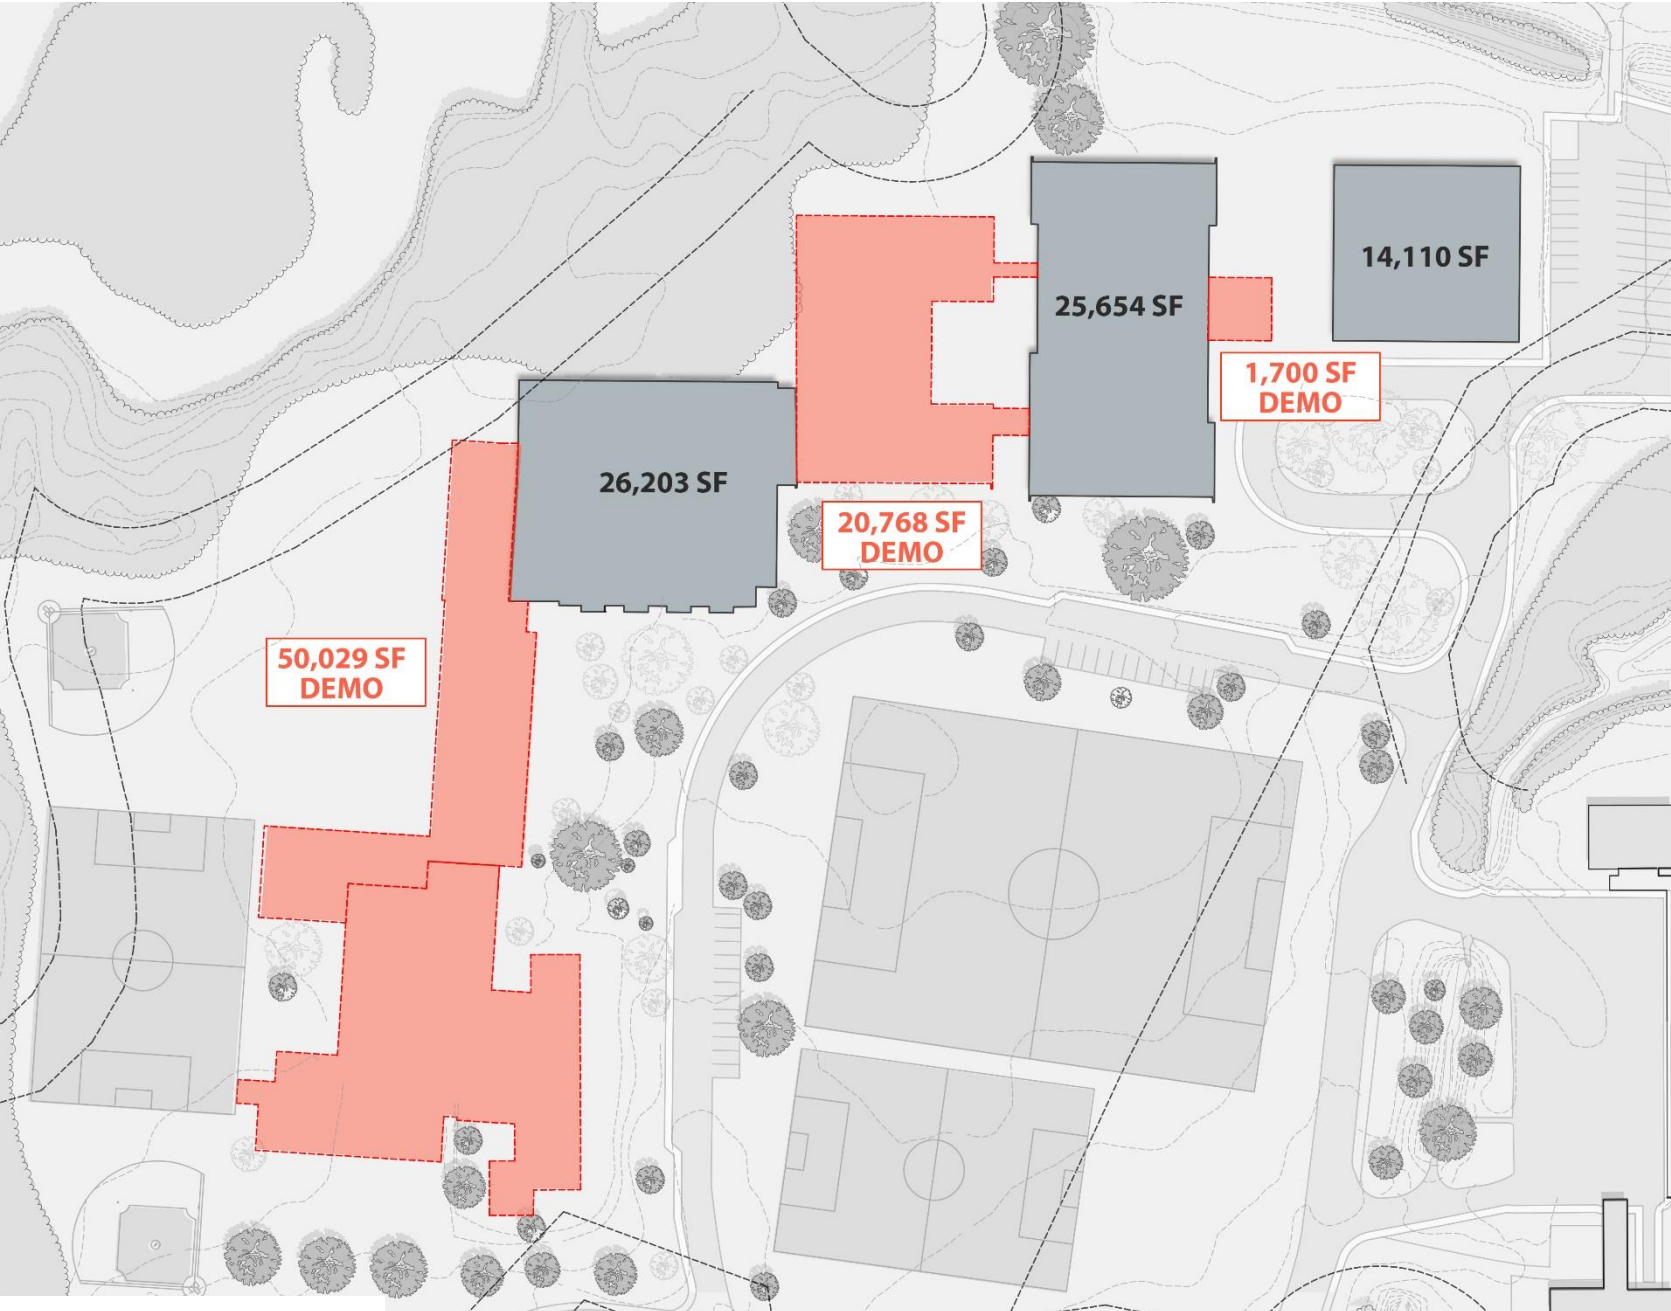 14,110 SF
25,654 SF
1,700 SF
DEMO
26,203 SF
20,768 SF
DEMO
50,029 SF
DEMO